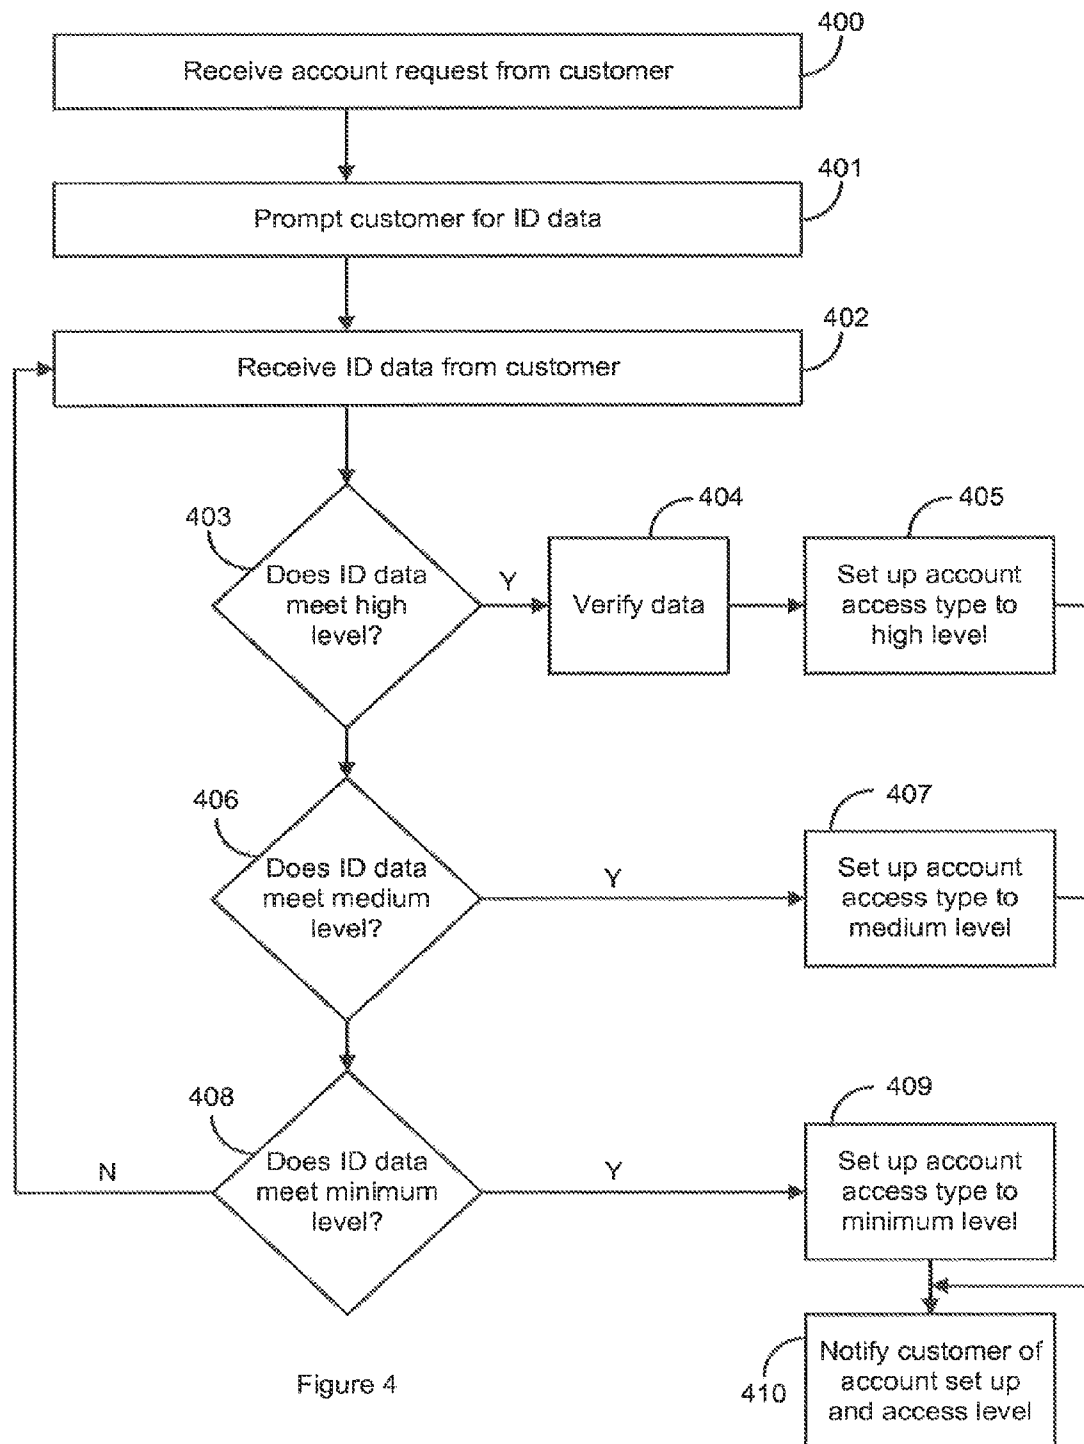 400
Receive account request from customer
401
Prompt customer for ID data
402
Receive ID data from customer
403
Does ID data
meet high
level?
Y
404
Verify data
405
Set up account
access type to
high level
406
Does ID data
meet medium
level?
Y
407
Set up account
access type to
medium level
408
Does ID data
meet minimum
level?
N
Y
409
Set up account
access type to
minimum level
410
Notify customer of
account set up
and access level
Figure 4